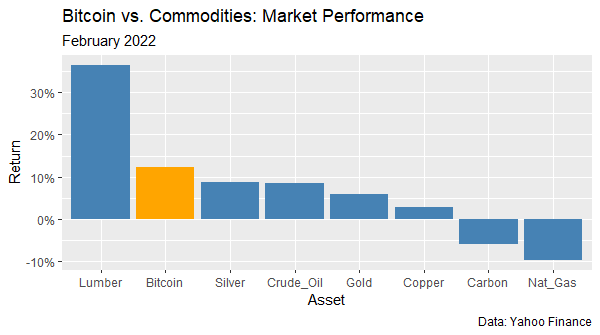 Bitcoin vs. Commodities: Market Performance
February 2022
Return
30%
20%
10%
0%
-10%
Lumber Bitcoin Silver Crude_Oil Gold Copper Carbon Nat_Gas
Asset
Data: Yahoo Finance